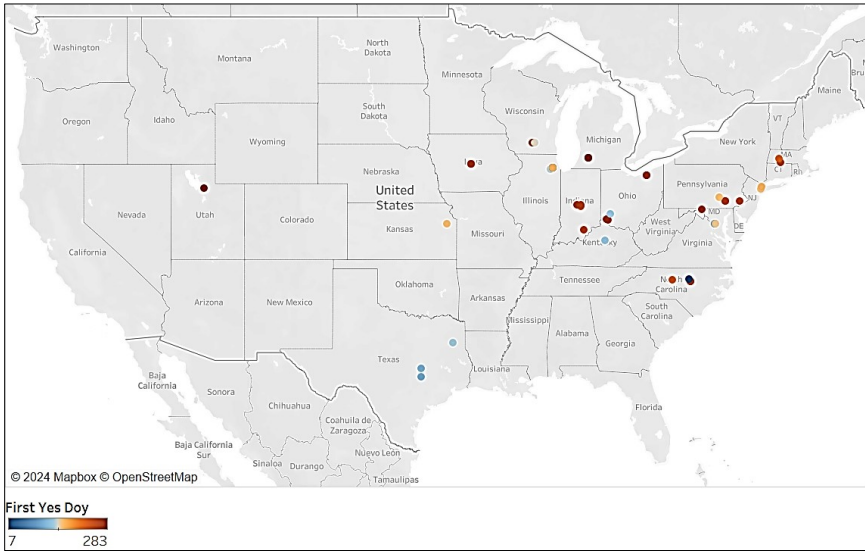 Washington
Montana
North
Dakota
Minnesota
Maine
Oregon
Idaho
South
Dakota
Wisconsin
Michigan
VT
New York
Wyoming
MA
CT
RI
Nebraska
Iowa
Pennsylvania
NJ
United
States
Nevada
Utah
Colorado
Kansas
Illinois
Indiana
Ohio
MD
DE
West
Virginia
Virginia
Missouri
Kentucky
California
Oklahoma
Tennessee
North
Carolina
Arizona
New Mexico
Arkansas
South
Carolina
Mississippi
Alabama
Georgia
Texas
Louisiana
Baja
California
Sonora
Chihuahua
Florida
Coahuila de
Zaragoza
Baja California
Sur
Nuevo León
Sinaloa
Durango
Tamaulipas
© 2024 Mapbox © OpenStreetMap
First Yes Doy
7 283